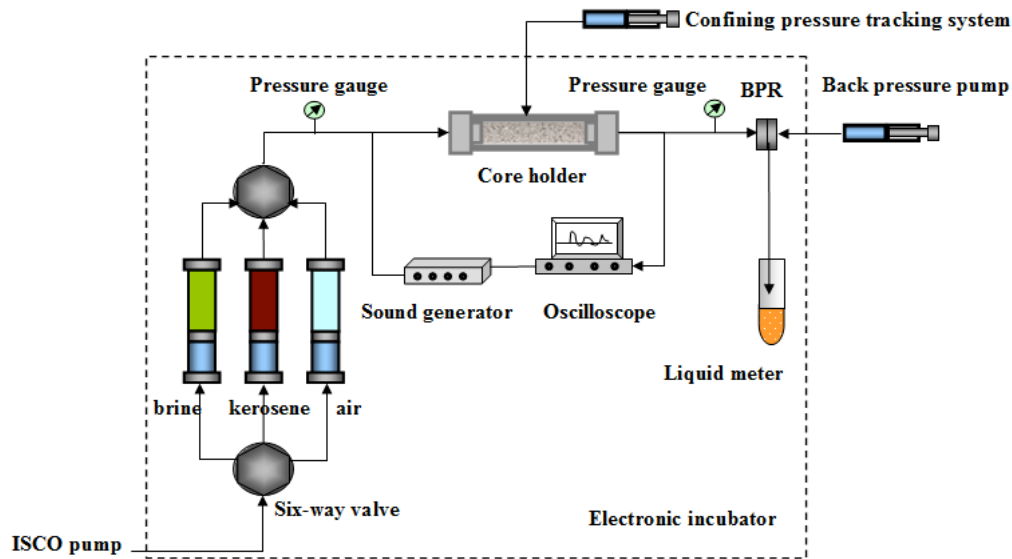 Confining pressure tracking system
Pressure gauge
Pressure gauge
BPR
Back pressure pump
Core holder
Sound generator
Oscilloscope
Liquid meter
brine
kerosene
air
Six-way valve
Electronic incubator
ISCO pump